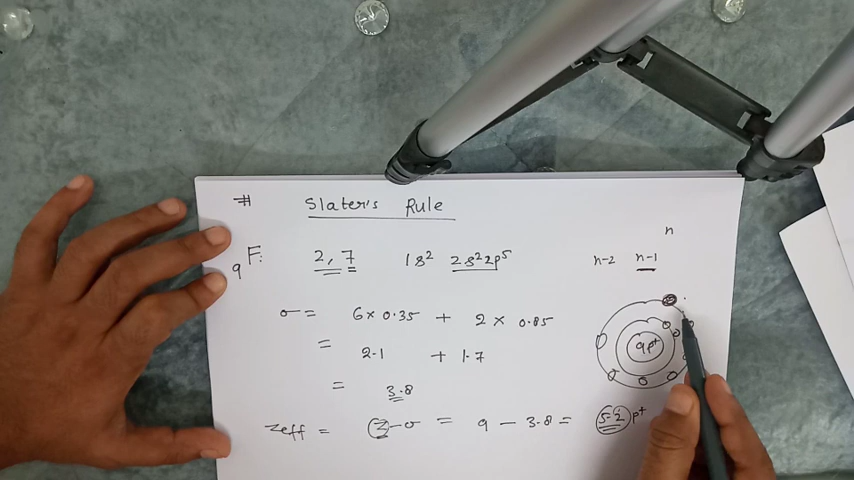 # Slater's Rule
n
₉F: 2, 7 1s² 2s²2p⁵ n-2 n-1
σ = 6 × 0.35 + 2 × 0.85
= 2.1 + 1.7
9p⁺
= 3.8
Zeff = Z-σ = 9 - 3.8 = 5.2 p⁺